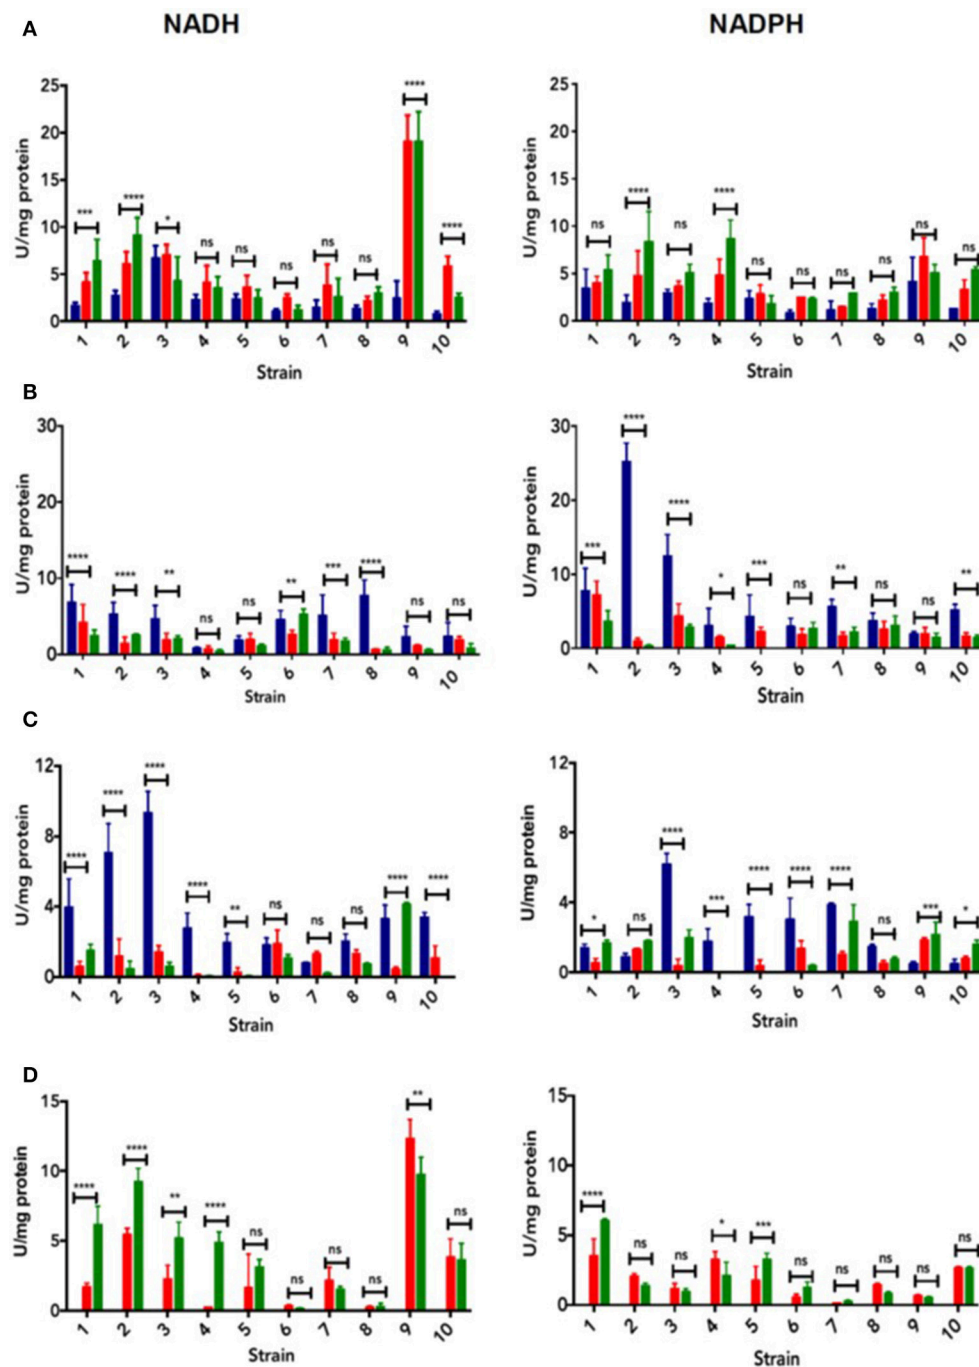 A NADH NADPH
25 20 15 10 5 0
U/mg protein
*** **** * ns ns ns ns ns **** ****
1 2 3 4 5 6 7 8 9 10
Strain
25 20 15 10 5 0
U/mg protein
ns **** ns **** ns ns ns ns ns ns
1 2 3 4 5 6 7 8 9 10
Strain
B
30 20 10 0
U/mg protein
**** **** ** ns ns ** *** **** ns ns
1 2 3 4 5 6 7 8 9 10
Strain
30 20 10 0
U/mg protein
*** **** **** * *** ns ** ns ns **
1 2 3 4 5 6 7 8 9 10
Strain
C
12 8 4 0
U/mg protein
**** **** **** **** ** ns ns ns **** ****
1 2 3 4 5 6 7 8 9 10
Strain
12 8 4 0
U/mg protein
* ns **** *** **** **** **** ns *** *
1 2 3 4 5 6 7 8 9 10
Strain
D
15 10 5 0
U/mg protein
**** **** ** **** ns ns ns ns ** ns
1 2 3 4 5 6 7 8 9 10
Strain
15 10 5 0
U/mg protein
**** ns ns * *** ns ns ns ns ns
1 2 3 4 5 6 7 8 9 10
Strain